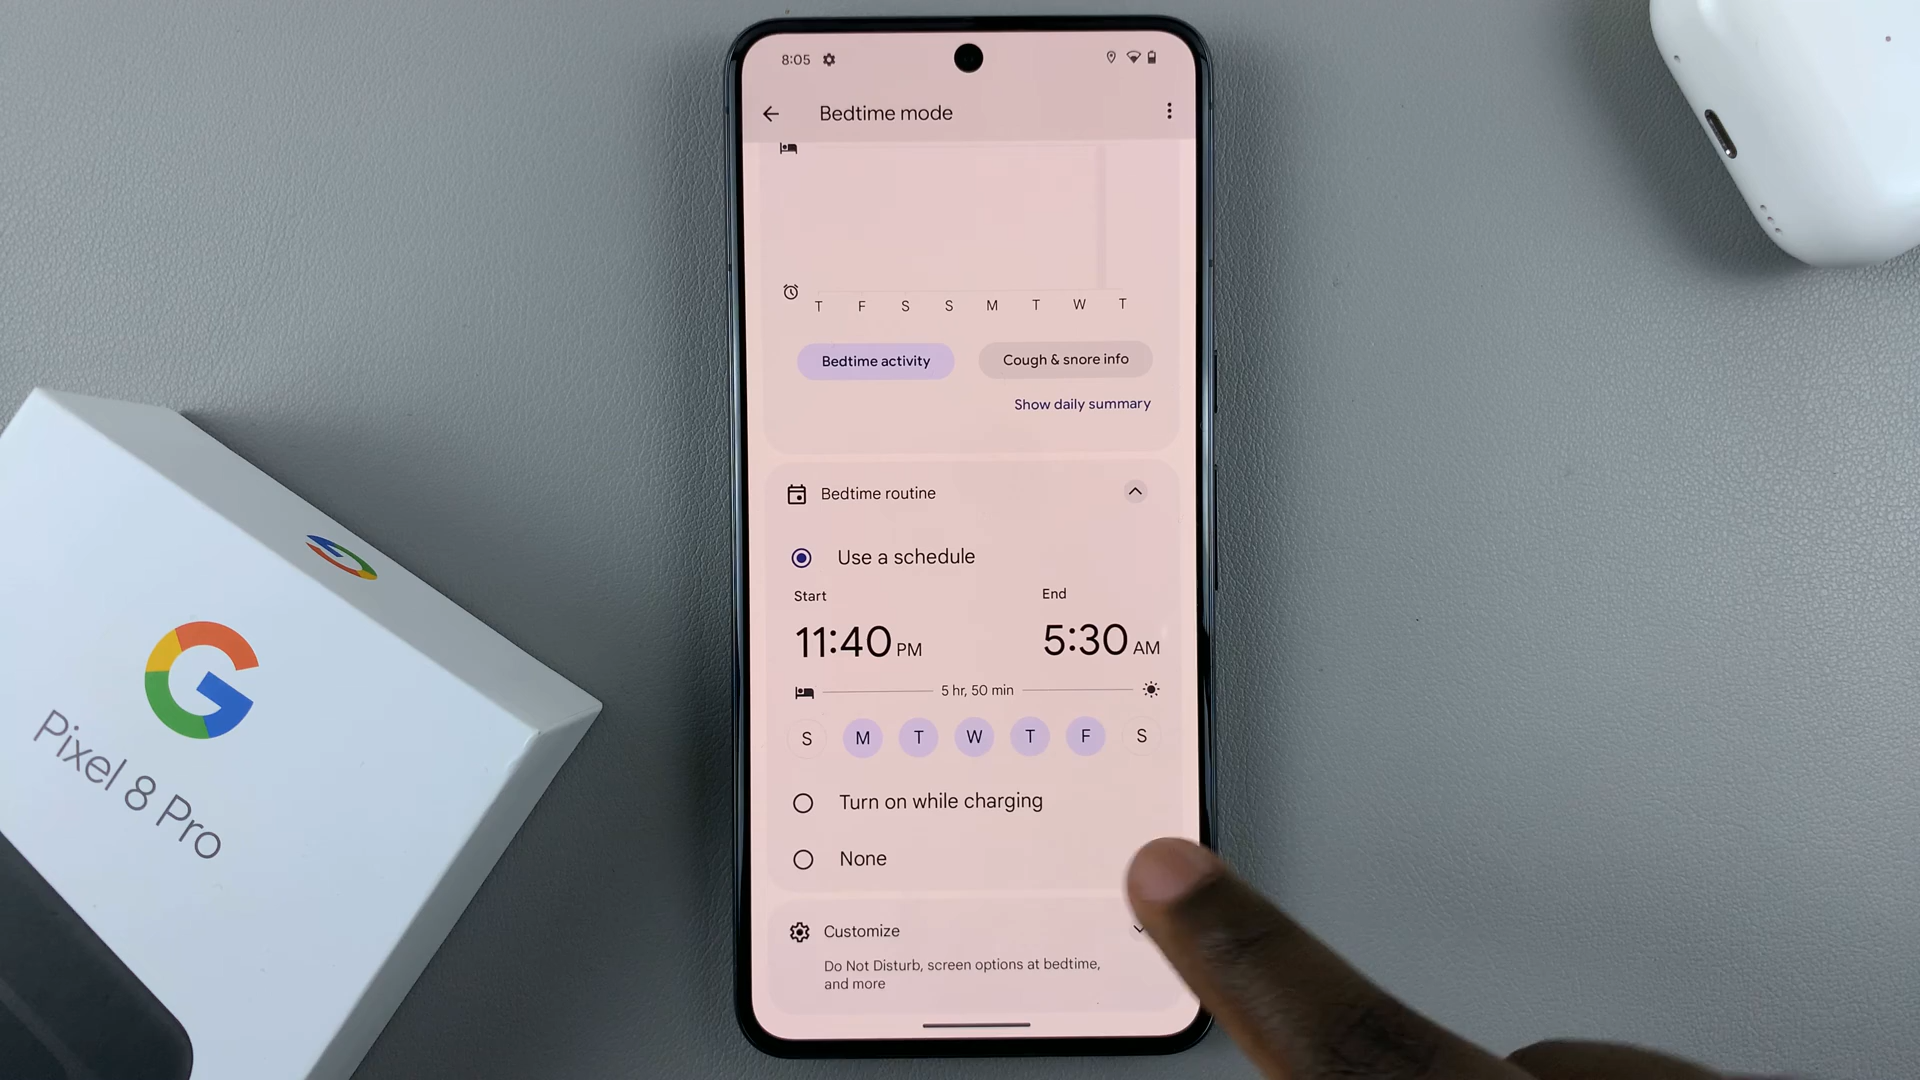 8:05
Bedtime mode
T F S S M T W T
Bedtime activity
Cough & snore info
Show daily summary
Bedtime routine
Use a schedule
Start
End
11:40 PM
5:30 AM
5 hr, 50 min
S M T W T F S
Turn on while charging
None
Customize
Do Not Disturb, screen options at bedtime,
and more
G
Pixel 8 Pro